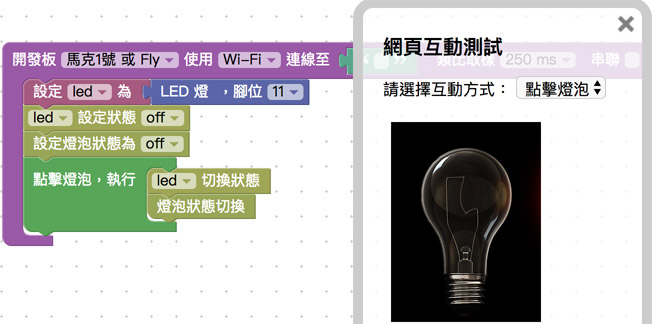 開發板 馬克1號 或 Fly 使用 Wi-Fi 連線至 “ ” 類比取樣 250 ms 串聯
設定 led 為 LED 燈 ，腳位 11
led 設定狀態 off
設定燈泡狀態為 off
點擊燈泡，執行 led 切換狀態
燈泡狀態切換
網頁互動測試
請選擇互動方式： 點擊燈泡